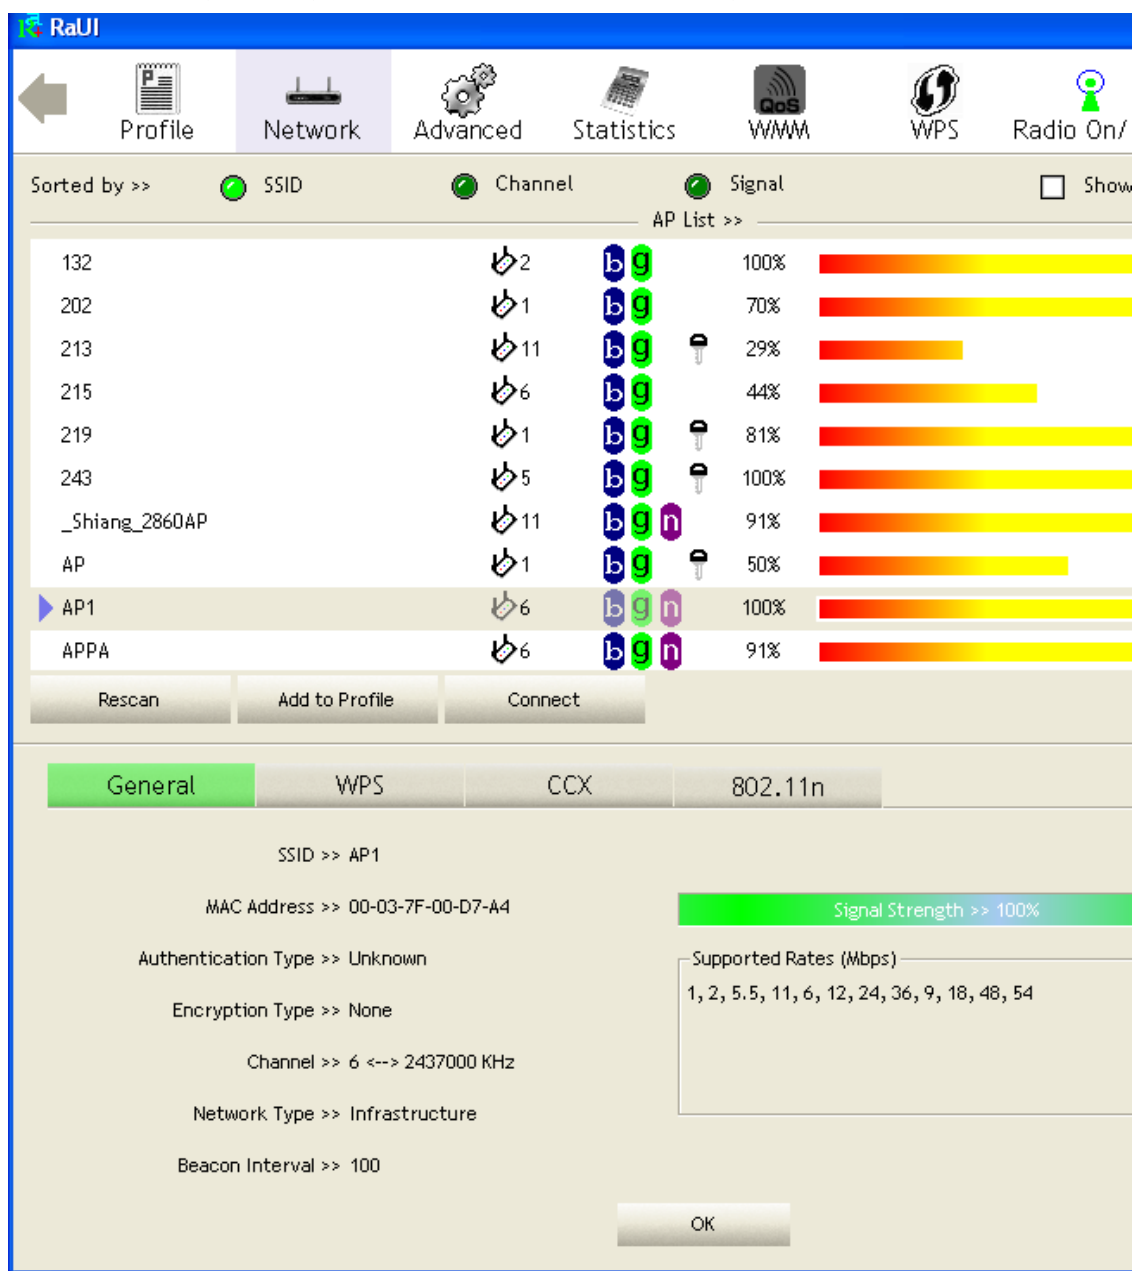 RaUI
Profile Network Advanced Statistics QoS WMM WPS Radio On/
Sorted by >> SSID Channel Signal Show
AP List >>
132 2 b g 100%
202 1 b g 70%
213 11 b g 29%
215 6 b g 44%
219 1 b g 81%
243 5 b g 100%
_Shiang_2860AP 11 b g n 91%
AP 1 b g 50%
AP1 6 b g n 100%
APPA 6 b g n 91%
Rescan Add to Profile Connect
General WPS CCX 802.11n
SSID >> AP1
MAC Address >> 00-03-7F-00-D7-A4
Signal Strength >> 100%
Authentication Type >> Unknown
Supported Rates (Mbps)
1, 2, 5.5, 11, 6, 12, 24, 36, 9, 18, 48, 54
Encryption Type >> None
Channel >> 6 <--> 2437000 KHz
Network Type >> Infrastructure
Beacon Interval >> 100
OK